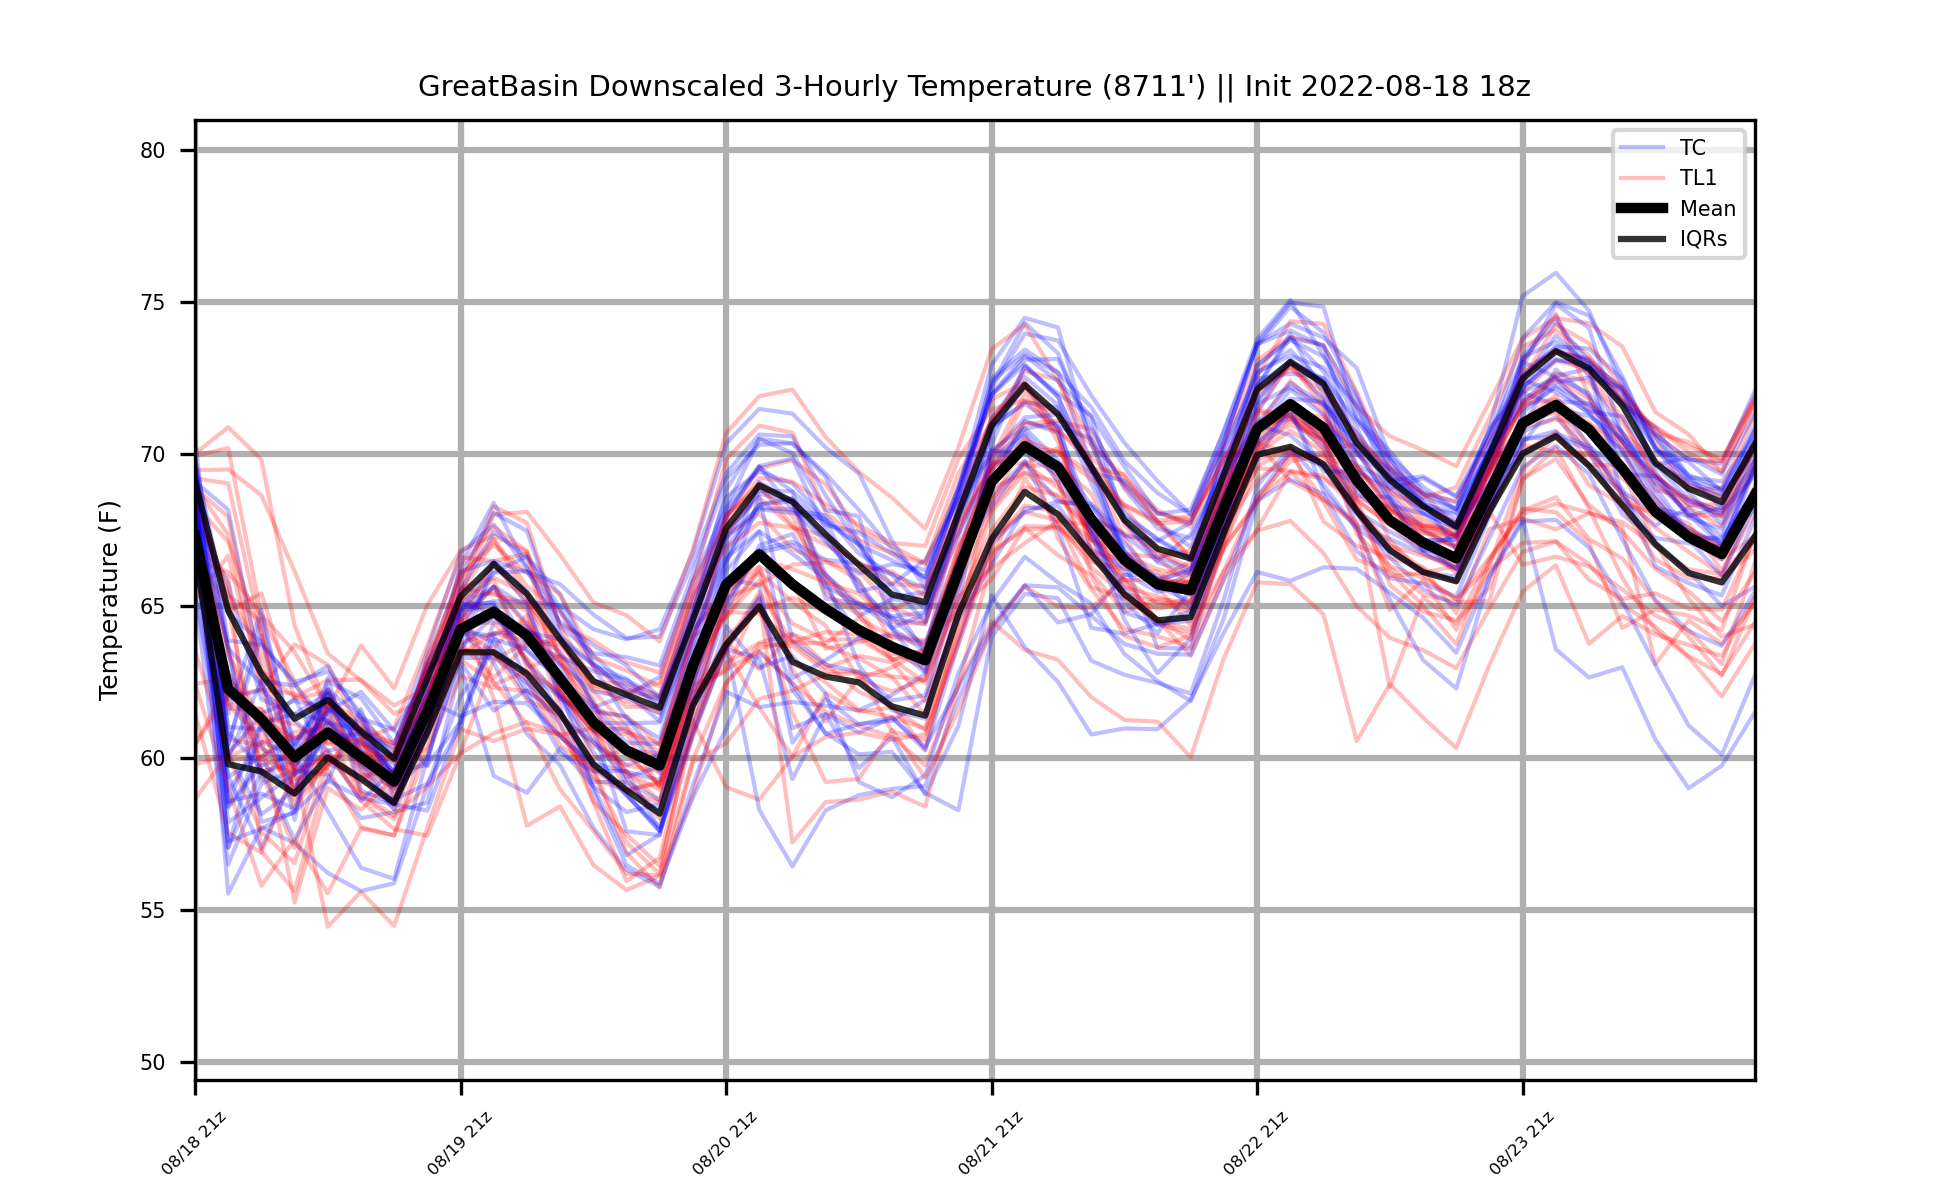 GreatBasin Downscaled 3-Hourly Temperature (8711') || Init 2022-08-18 18z
TC
TL1
Mean
IQRs
Temperature (F)
80
75
70
65
60
55
50
08/18 21z
08/19 21z
08/20 21z
08/21 21z
08/22 21z
08/23 21z